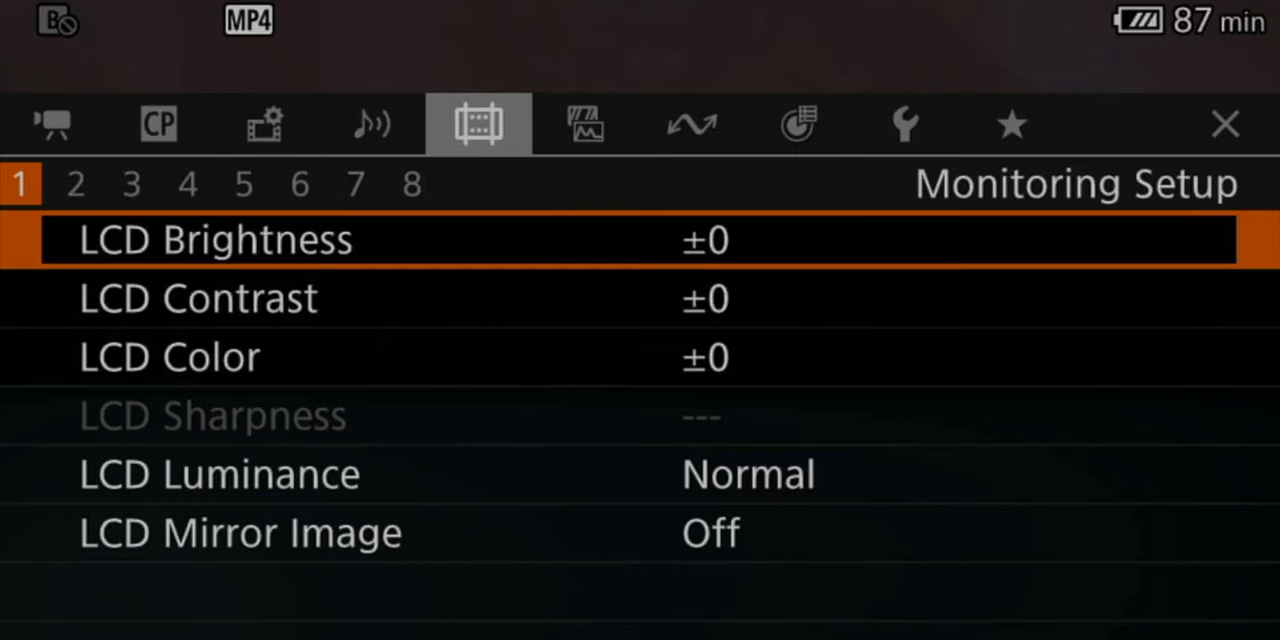 B MP4 87 min
CP
1 2 3 4 5 6 7 8 Monitoring Setup
LCD Brightness ±0
LCD Contrast ±0
LCD Color ±0
LCD Sharpness ---
LCD Luminance Normal
LCD Mirror Image Off